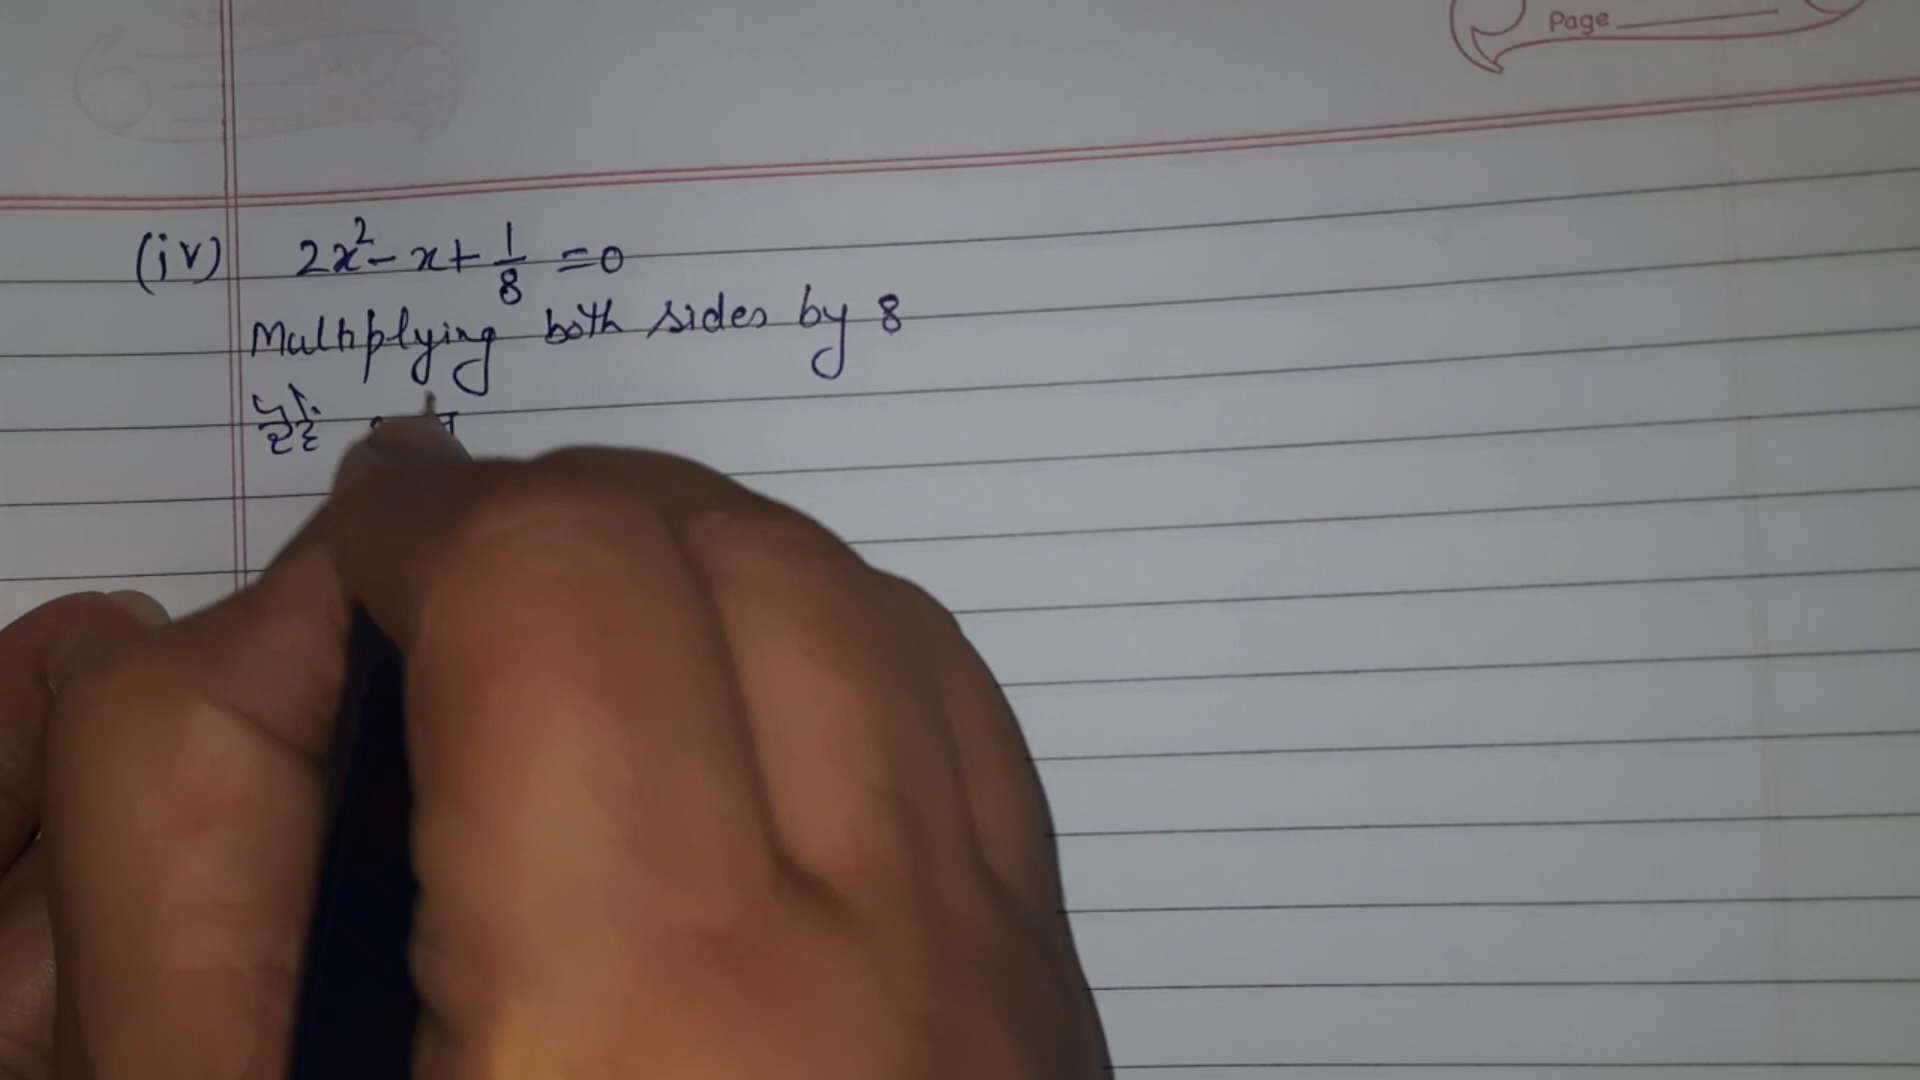 Page
(iv) 2x² - x + 1/8 = 0
Multiplying both sides by 8